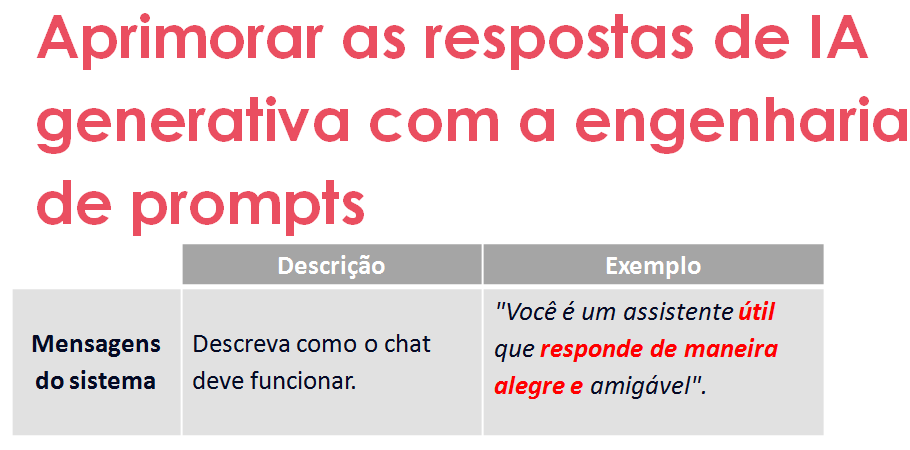 Aprimorar as respostas de IA
generativa com a engenharia
de prompts
Descrição
Exemplo
Mensagens
do sistema
Descreva como o chat
deve funcionar.
"Você é um assistente útil
que responde de maneira
alegre e amigável".